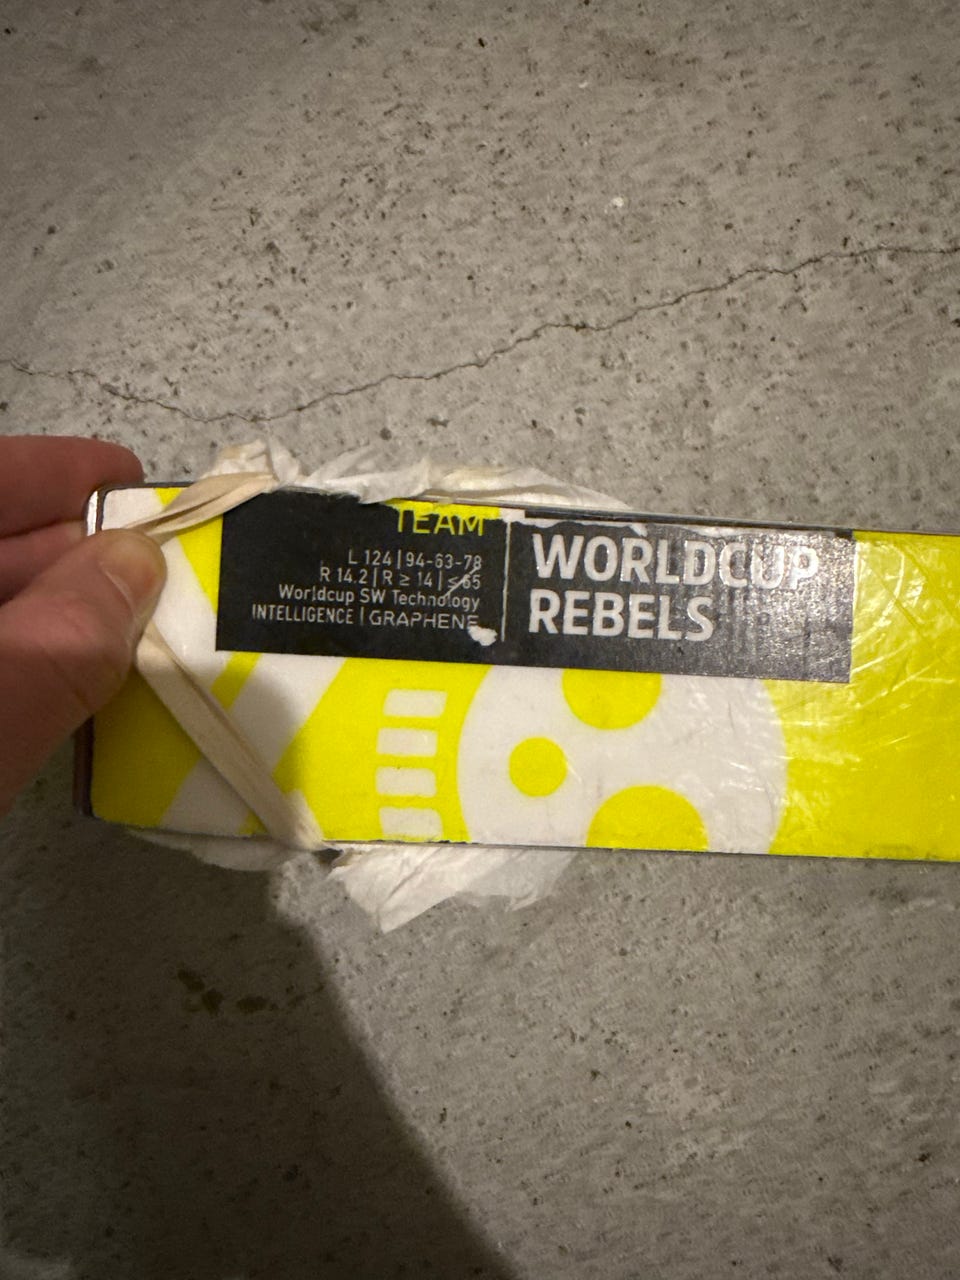 TEAM
L 124 | 94-63-78
R 14.2 | R ≥ 14 | ≤ 65
Worldcup SW Technology
INTELLIGENCE | GRAPHENE
WORLDCUP
REBELS